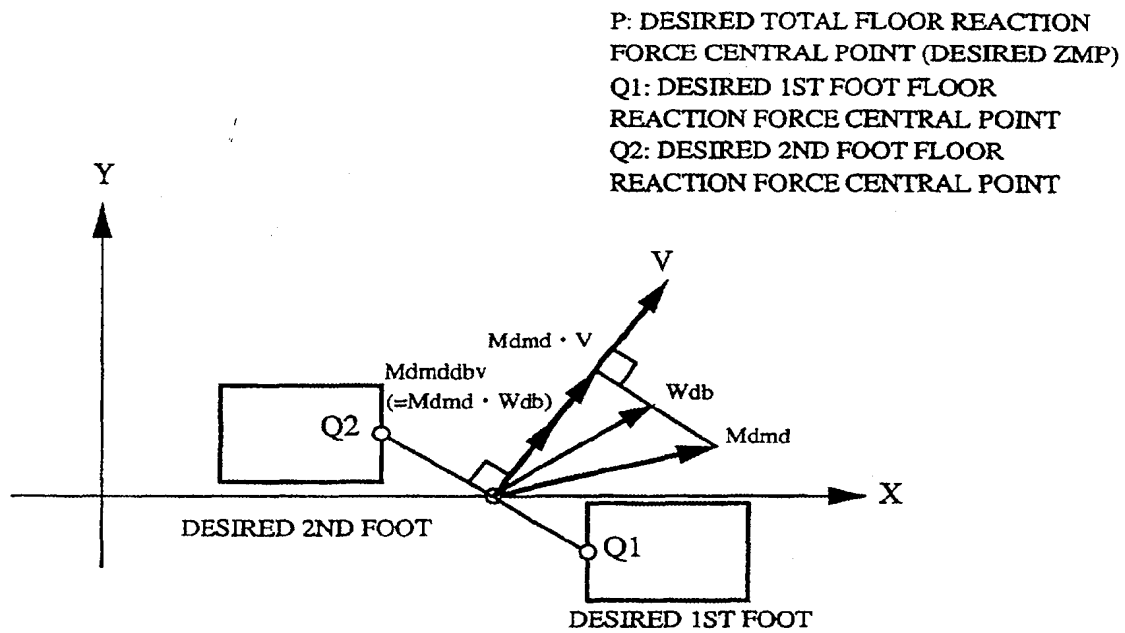 P: DESIRED TOTAL FLOOR REACTION
FORCE CENTRAL POINT (DESIRED ZMP)
Q1: DESIRED 1ST FOOT FLOOR
REACTION FORCE CENTRAL POINT
Q2: DESIRED 2ND FOOT FLOOR
REACTION FORCE CENTRAL POINT
Y
V
Mdmd · V
Mdmddbv
(=Mdmd · Wdb)
Wdb
Q2
Mdmd
X
DESIRED 2ND FOOT
Q1
DESIRED 1ST FOOT